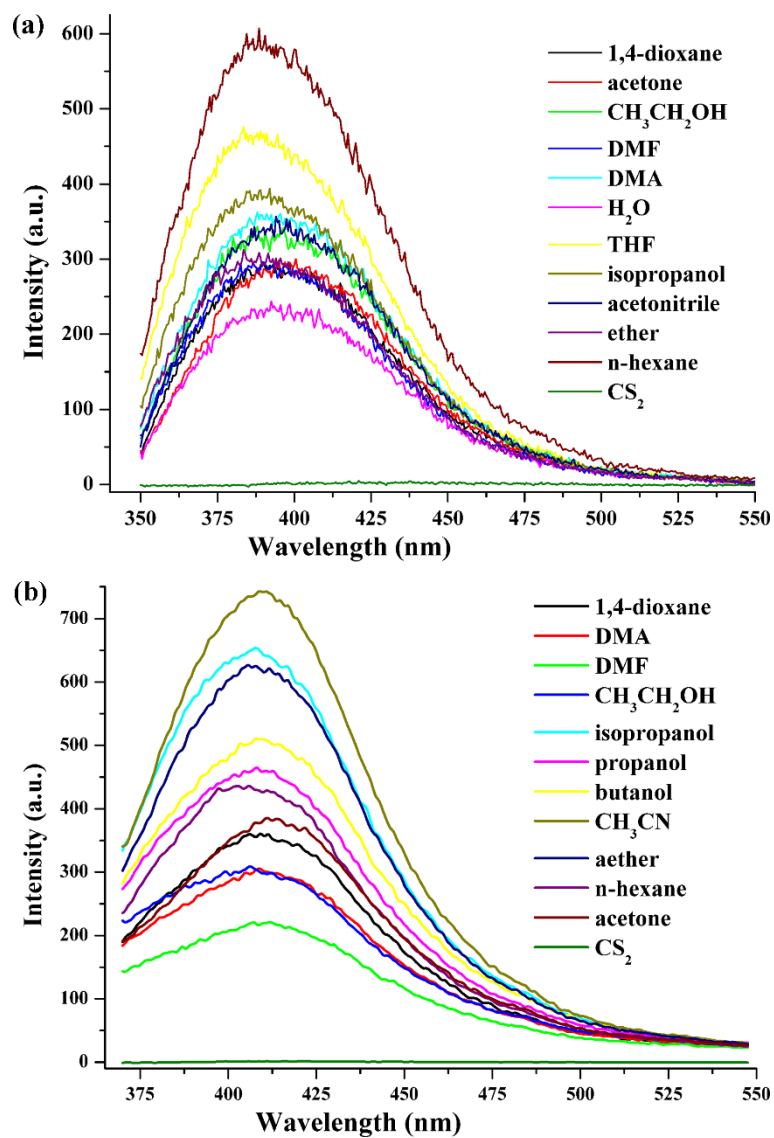 (a)
600
500
400
300
200
100
0
Intensity (a.u.)
1,4-dioxane
acetone
CH₃CH₂OH
DMF
DMA
H₂O
THF
isopropanol
acetonitrile
ether
n-hexane
CS₂
350 375 400 425 450 475 500 525 550
Wavelength (nm)
(b)
700
600
500
400
300
200
100
0
Intensity (a.u.)
1,4-dioxane
DMA
DMF
CH₃CH₂OH
isopropanol
propanol
butanol
CH₃CN
aether
n-hexane
acetone
CS₂
375 400 425 450 475 500 525 550
Wavelength (nm)